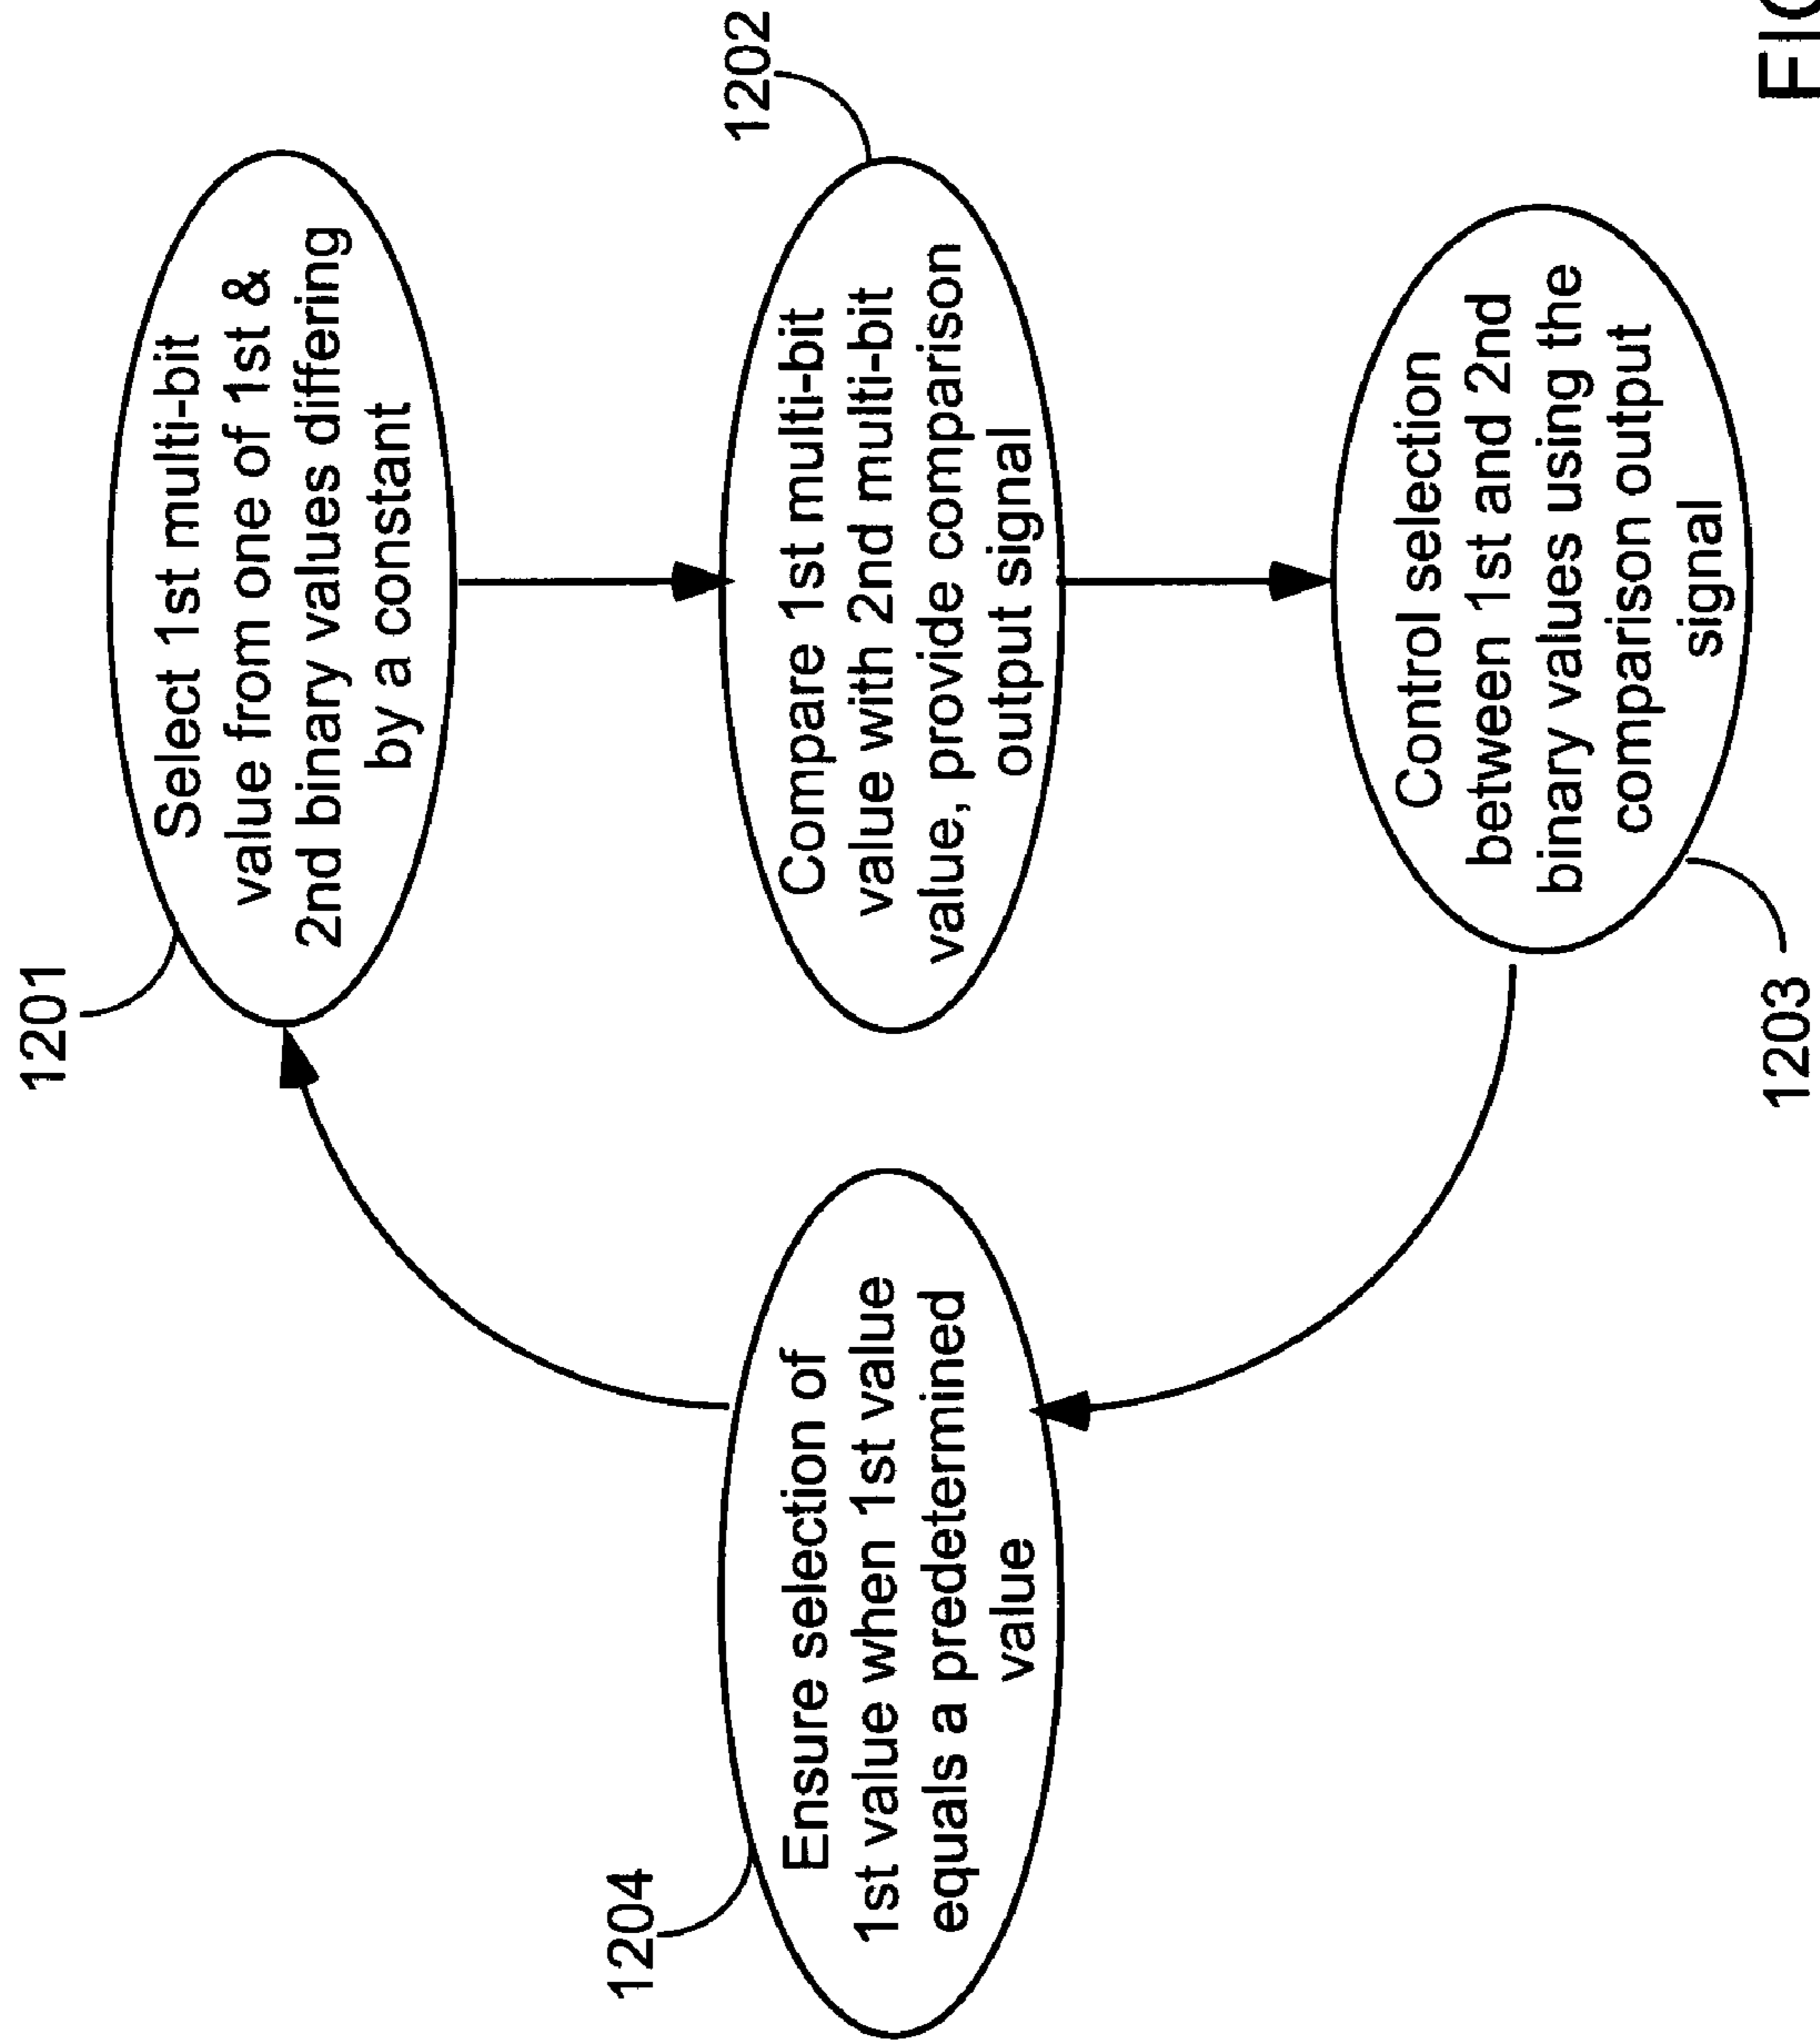 1201
Select 1st multi-bit
value from one of 1st &
2nd binary values differing
by a constant
1202
Compare 1st multi-bit
value with 2nd multi-bit
value, provide comparison
output signal
1203
Control selection
between 1st and 2nd
binary values using the
comparison output
signal
1204
Ensure selection of
1st value when 1st value
equals a predetermined
value